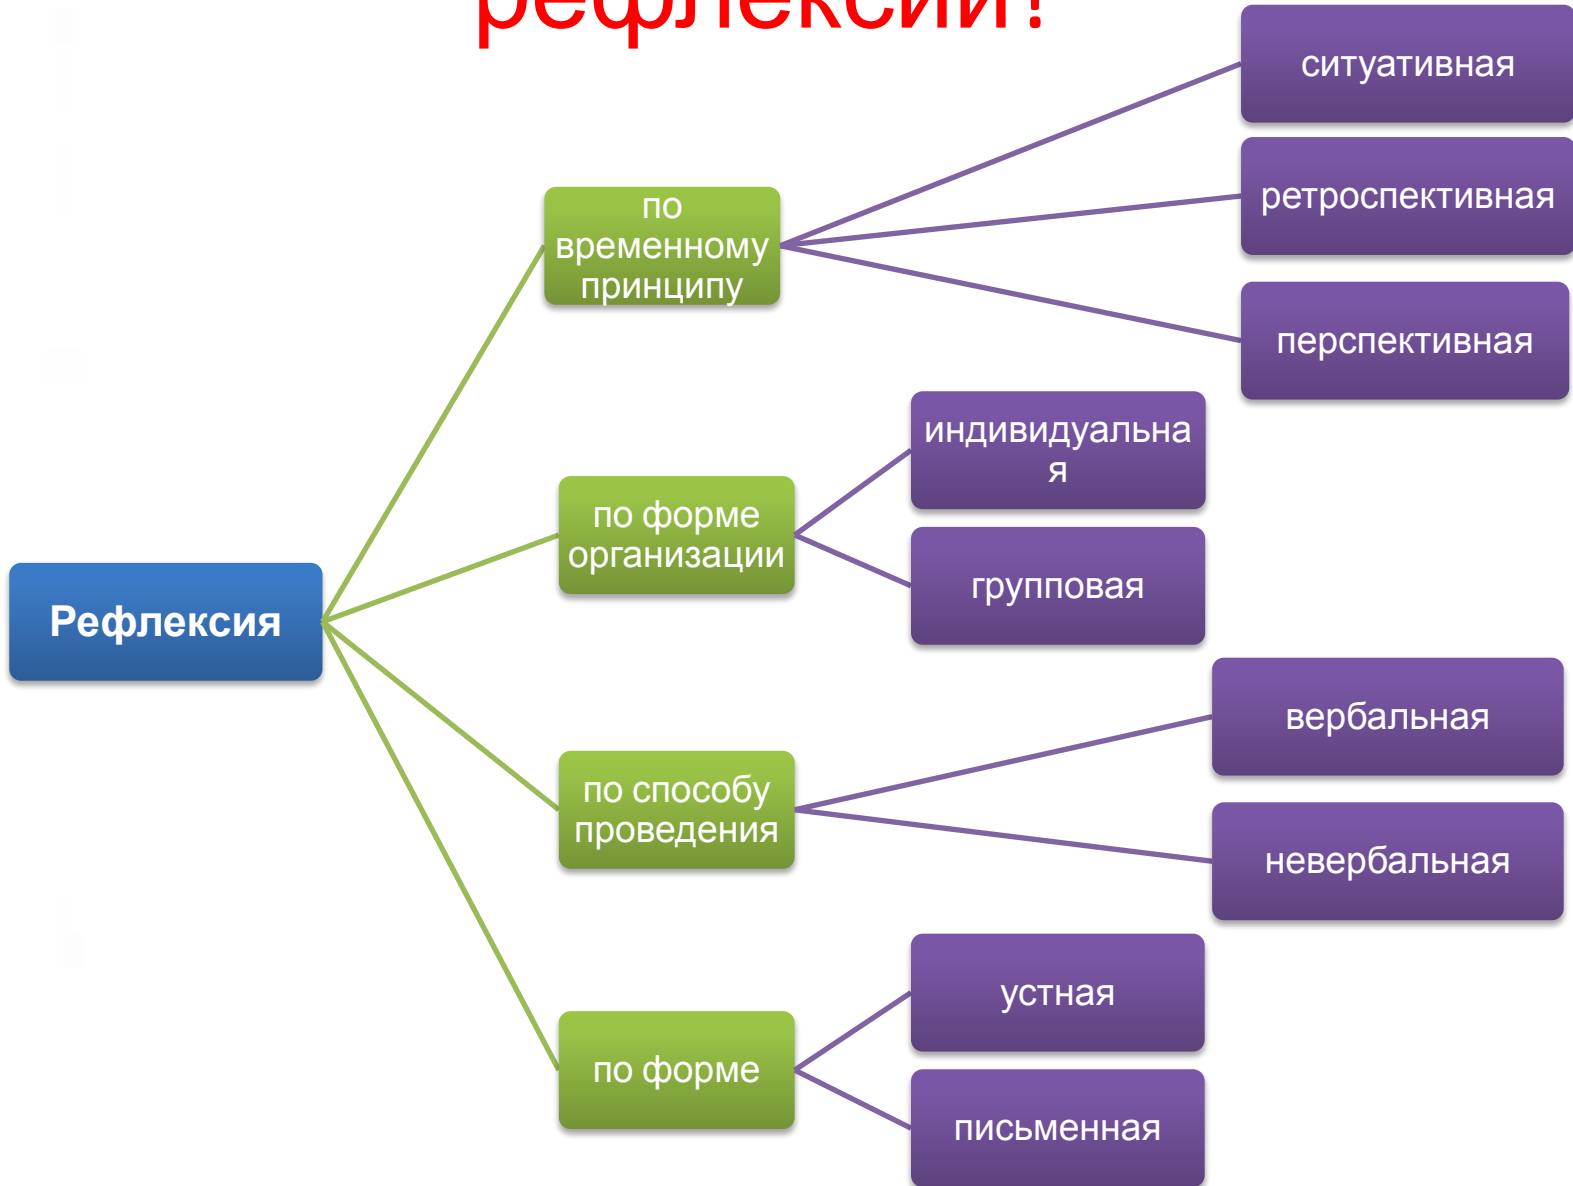 рефлексии?
ситуативная
ретроспективная
перспективная
по
временному
принципу
индивидуальна
я
групповая
по форме
организации
Рефлексия
вербальная
невербальная
по способу
проведения
устная
письменная
по форме